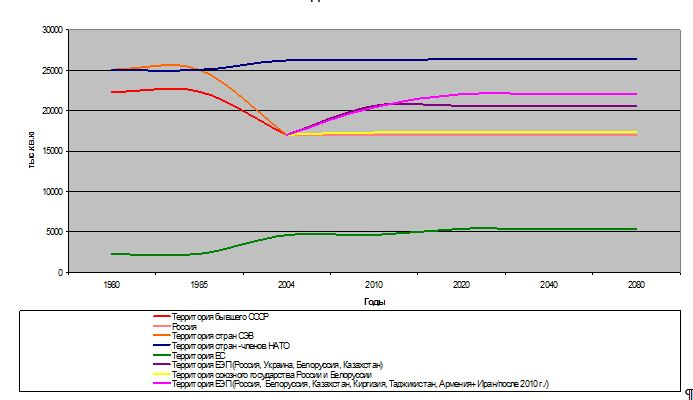 30000
25000
20000
15000
10000
5000
0
тыс.кв.км
1980 1985 2004 2010 2020 2040 2080
Годы
Территория бывшего СССР
Россия
Территория стран СЭВ
Территория стран -членов НАТО
Территория ЕС
Территория ЕЭП(Россия, Украина, Белоруссия, Казахстан)
Территория союзного государства России и Белоруссии
Территория ЕЭП(Россия, Белоруссия, Казахстан, Киргизия, Таджикистан, Армения+ Иран/после 2010 г./)
¶